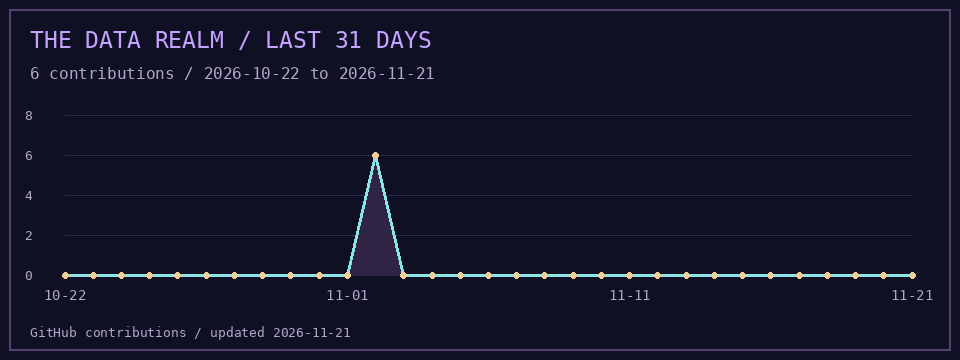 THE DATA REALM / LAST 31 DAYS
6 contributions / 2026-10-22 to 2026-11-21
8
6
4
2
0
10-22 11-01 11-11 11-21
GitHub contributions / updated 2026-11-21